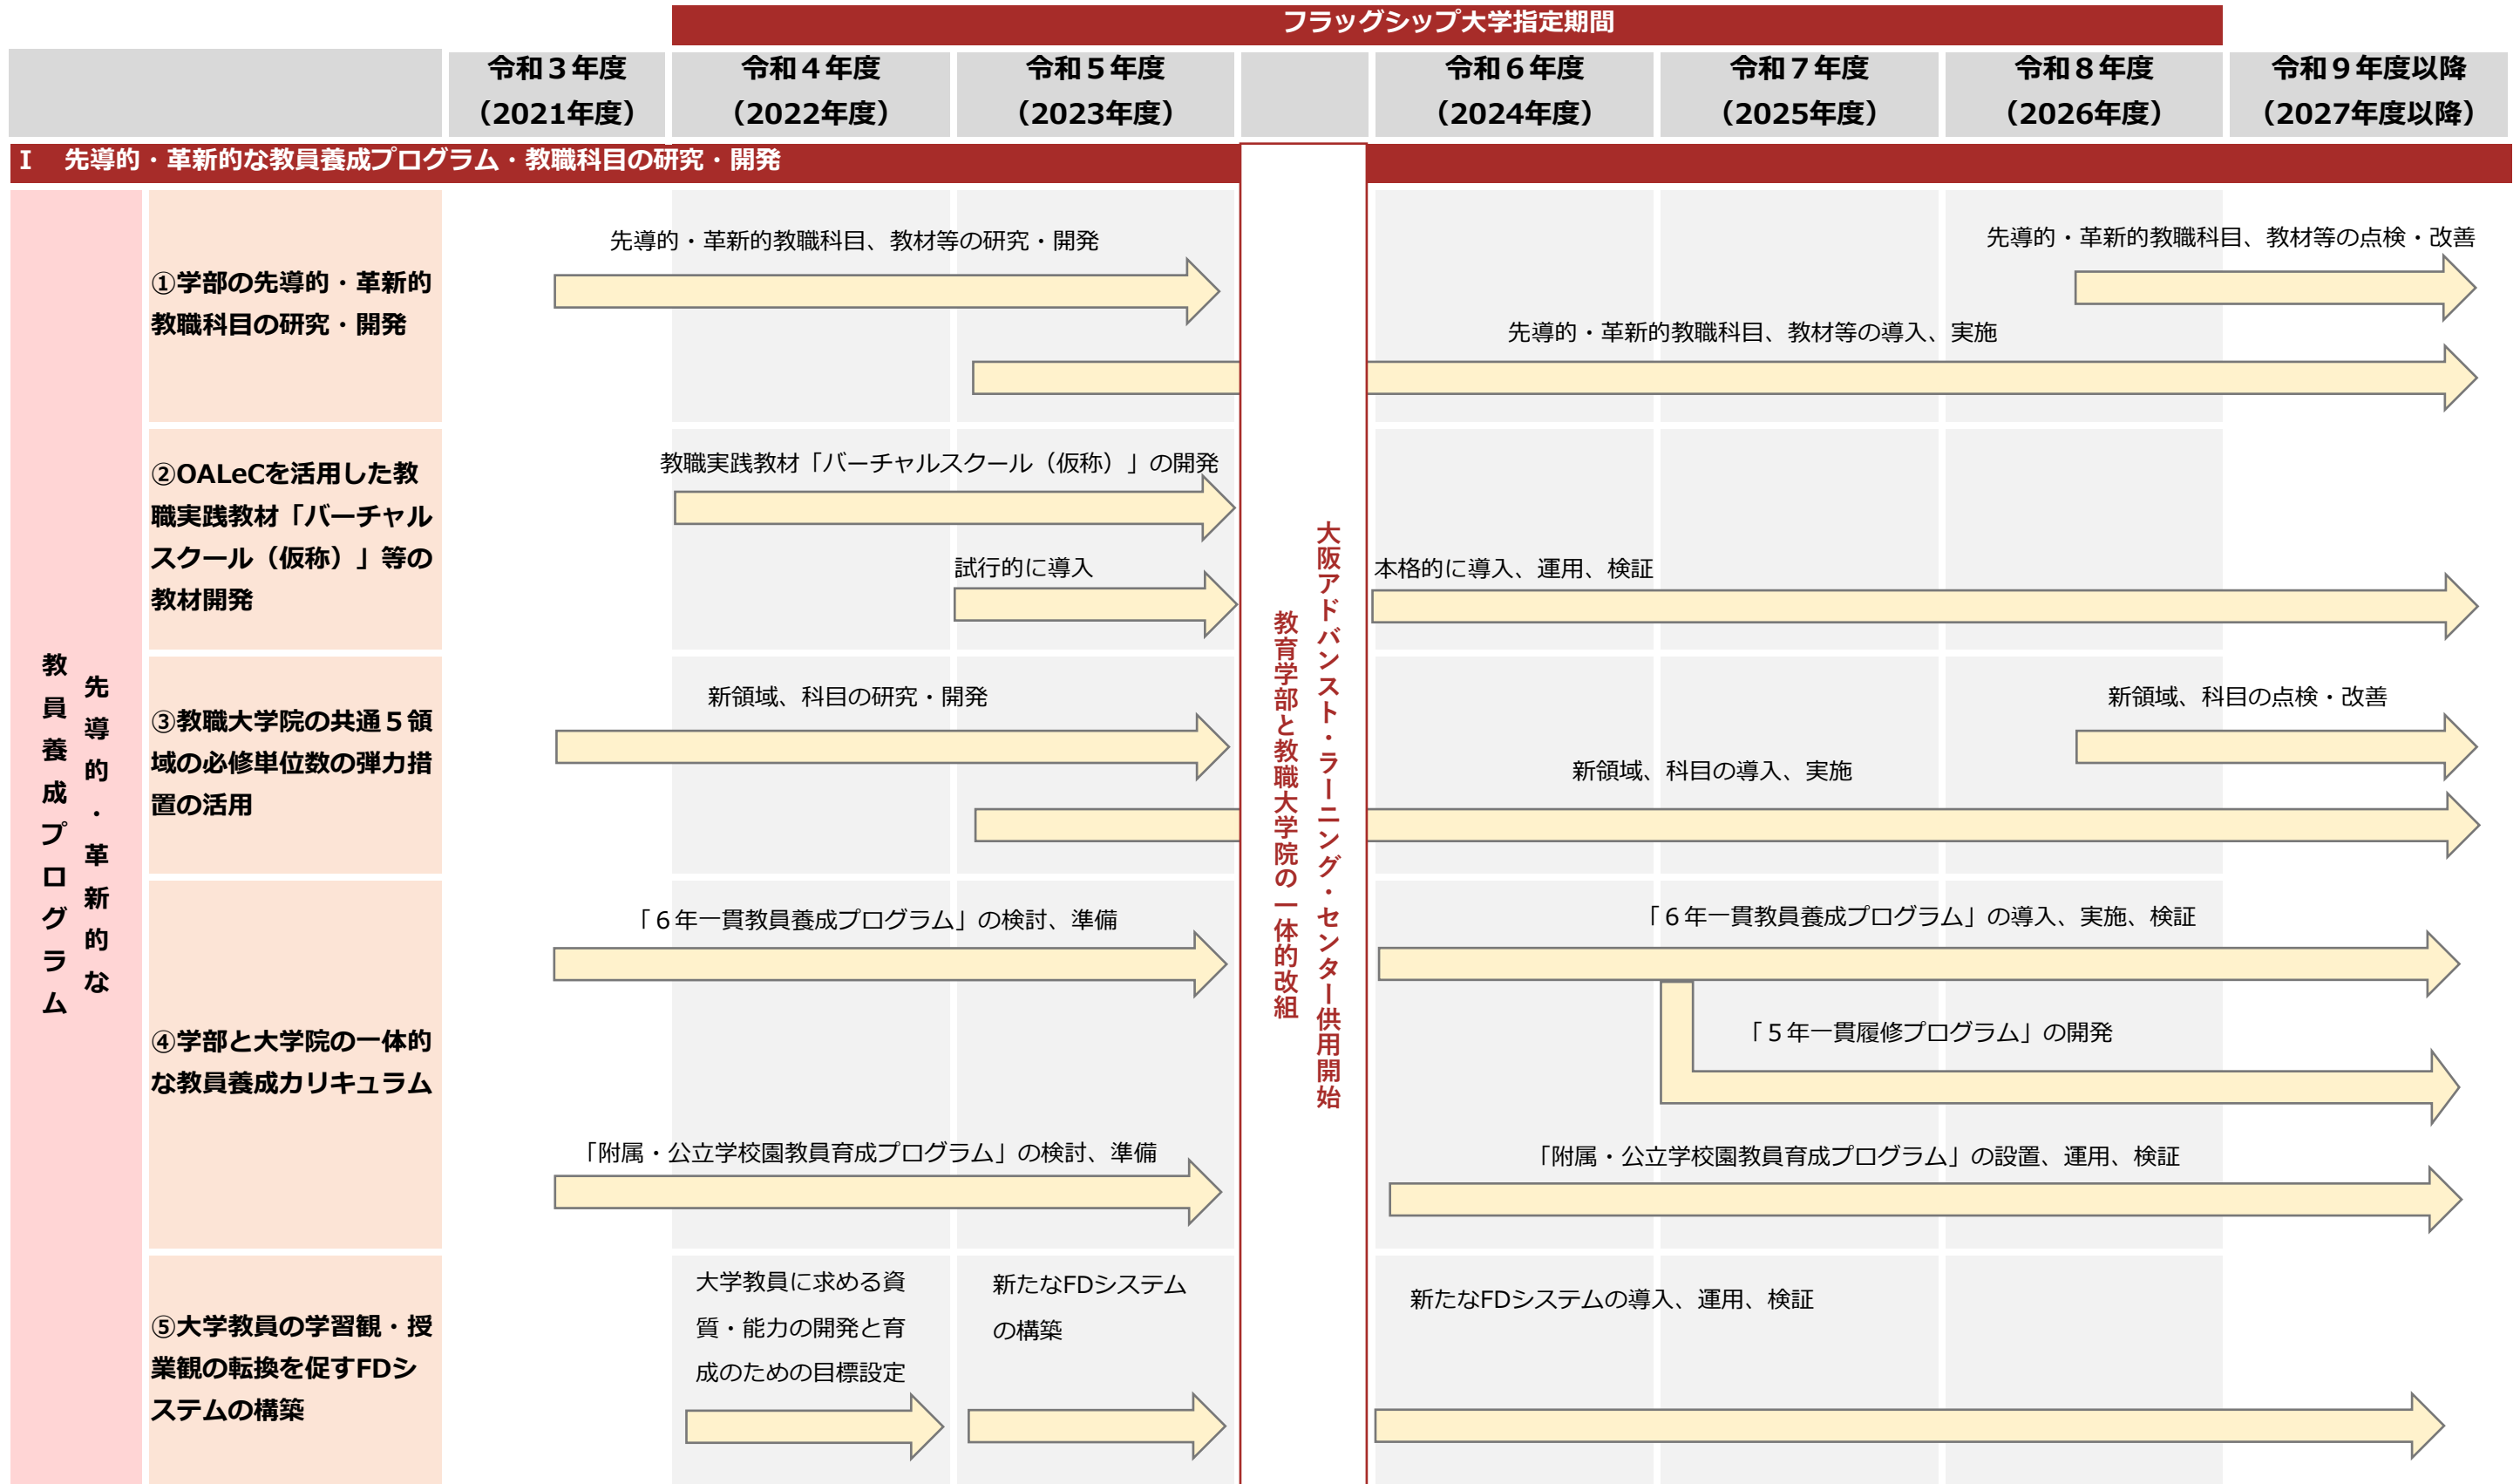 フラッグシップ大学指定期間
令和３年度
（2021年度）
令和４年度
（2022年度）
令和５年度
（2023年度）
令和６年度
（2024年度）
令和７年度
（2025年度）
令和８年度
（2026年度）
令和９年度以降
（2027年度以降）
Ⅰ　先導的・革新的な教員養成プログラム・教職科目の研究・開発
先導的・革新的な
教員養成プログラム
①学部の先導的・革新的
教職科目の研究・開発
先導的・革新的教職科目、教材等の研究・開発
先導的・革新的教職科目、教材等の点検・改善
先導的・革新的教職科目、教材等の導入、実施
②OALeCを活用した教
職実践教材「バーチャル
スクール（仮称）」等の
教材開発
教職実践教材「バーチャルスクール（仮称）」の開発
試行的に導入
本格的に導入、運用、検証
大阪アドバンスト・ラーニング・センター供用開始
教育学部と教職大学院の一体的改組
③教職大学院の共通５領
域の必修単位数の弾力措
置の活用
新領域、科目の研究・開発
新領域、科目の点検・改善
新領域、科目の導入、実施
④学部と大学院の一体的
な教員養成カリキュラム
「６年一貫教員養成プログラム」の検討、準備
「６年一貫教員養成プログラム」の導入、実施、検証
「５年一貫履修プログラム」の開発
「附属・公立学校園教員育成プログラム」の検討、準備
「附属・公立学校園教員育成プログラム」の設置、運用、検証
⑤大学教員の学習観・授
業観の転換を促すFDシ
ステムの構築
大学教員に求める資
質・能力の開発と育
成のための目標設定
新たなFDシステム
の構築
新たなFDシステムの導入、運用、検証